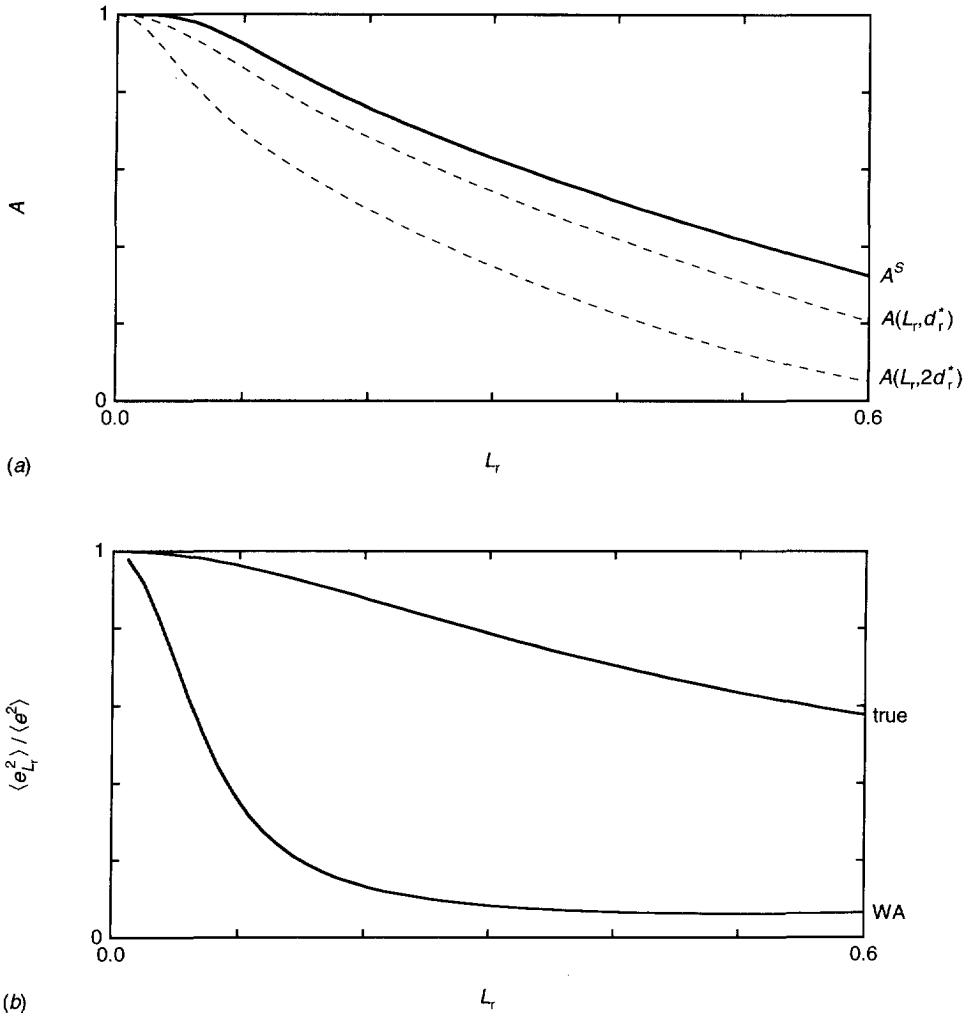 1
A
A^S
A(L_r,d_r^*)
A(L_r,2d_r^*)
0
0.0
0.6
(a)
L_r
1
⟨e_{L_r}^2⟩ / ⟨e^2⟩
true
WA
0
0.0
0.6
(b)
L_r